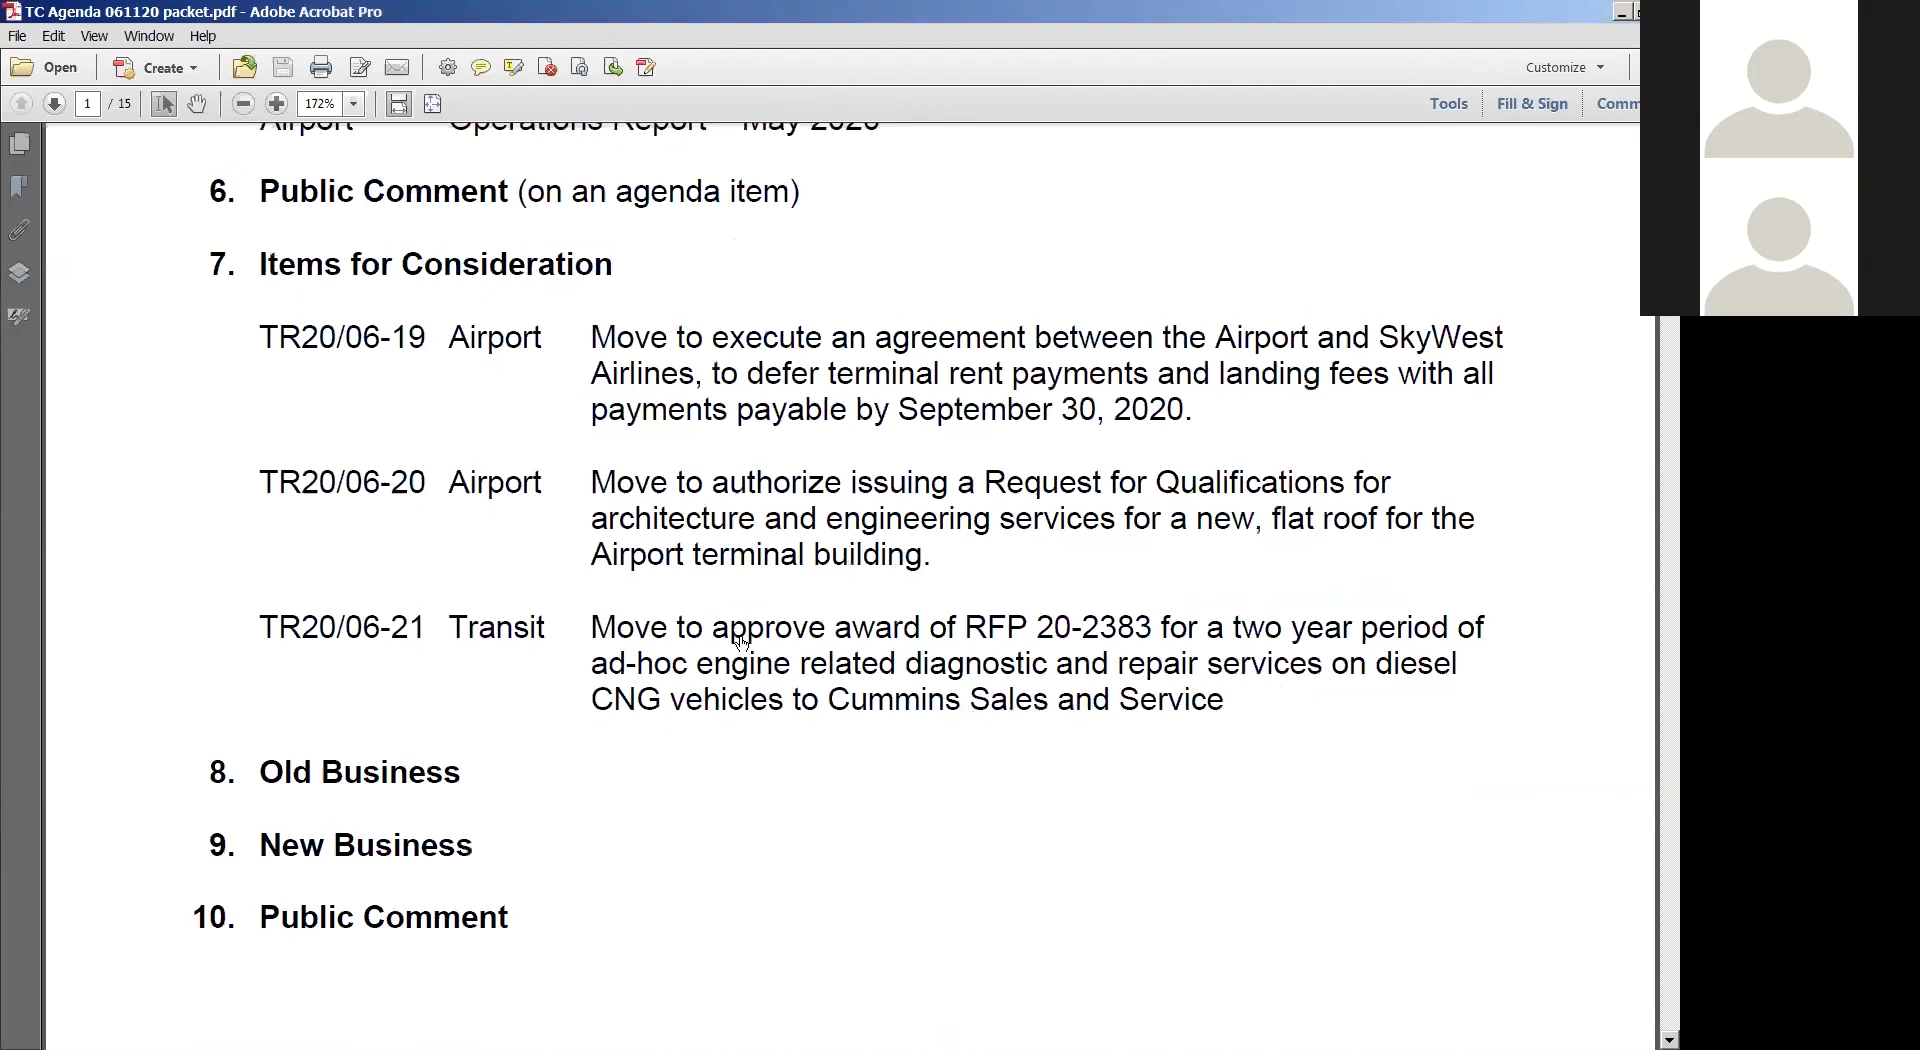 TC Agenda 061120 packet.pdf - Adobe Acrobat Pro
File Edit View Window Help
Open Create Customize
1 / 15 172% Tools Fill & Sign Comm
Airport Operations Report – May 2020
6. Public Comment (on an agenda item)
7. Items for Consideration
TR20/06-19 Airport Move to execute an agreement between the Airport and SkyWest
Airlines, to defer terminal rent payments and landing fees with all
payments payable by September 30, 2020.
TR20/06-20 Airport Move to authorize issuing a Request for Qualifications for
architecture and engineering services for a new, flat roof for the
Airport terminal building.
TR20/06-21 Transit Move to approve award of RFP 20-2383 for a two year period of
ad-hoc engine related diagnostic and repair services on diesel
CNG vehicles to Cummins Sales and Service
8. Old Business
9. New Business
10. Public Comment